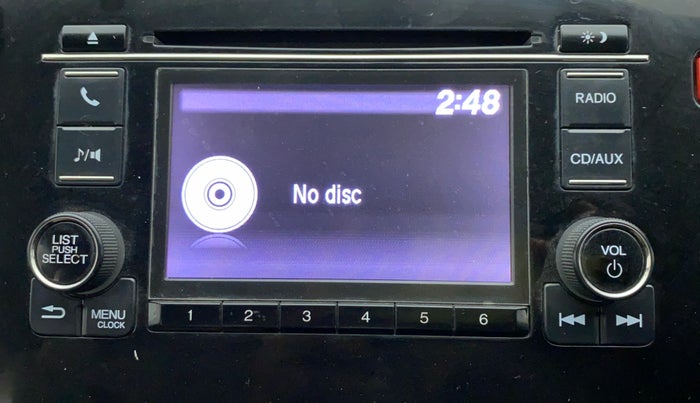 2:48
RADIO
CD/AUX
No disc
LIST
PUSH
SELECT
VOL
MENU
CLOCK
1 2 3 4 5 6